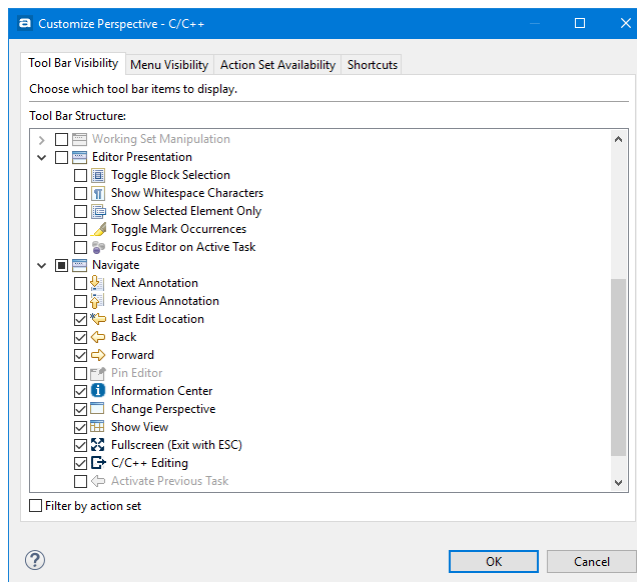 Customize Perspective - C/C++
Tool Bar Visibility Menu Visibility Action Set Availability Shortcuts
Choose which tool bar items to display.
Tool Bar Structure:
Working Set Manipulation
Editor Presentation
Toggle Block Selection
Show Whitespace Characters
Show Selected Element Only
Toggle Mark Occurrences
Focus Editor on Active Task
Navigate
Next Annotation
Previous Annotation
Last Edit Location
Back
Forward
Pin Editor
Information Center
Change Perspective
Show View
Fullscreen (Exit with ESC)
C/C++ Editing
Activate Previous Task
Filter by action set
OK Cancel